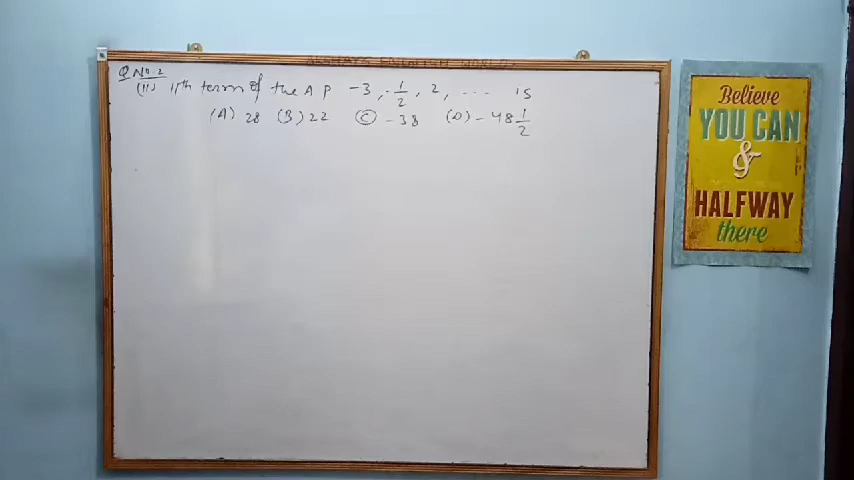 Q No. 2
(ii) 11th term of the A P -3, -1/2, 2, ... is
(A) 28 (B) 22 (C) -38 (D) -48 1/2
Believe
YOU CAN
&
HALFWAY
there